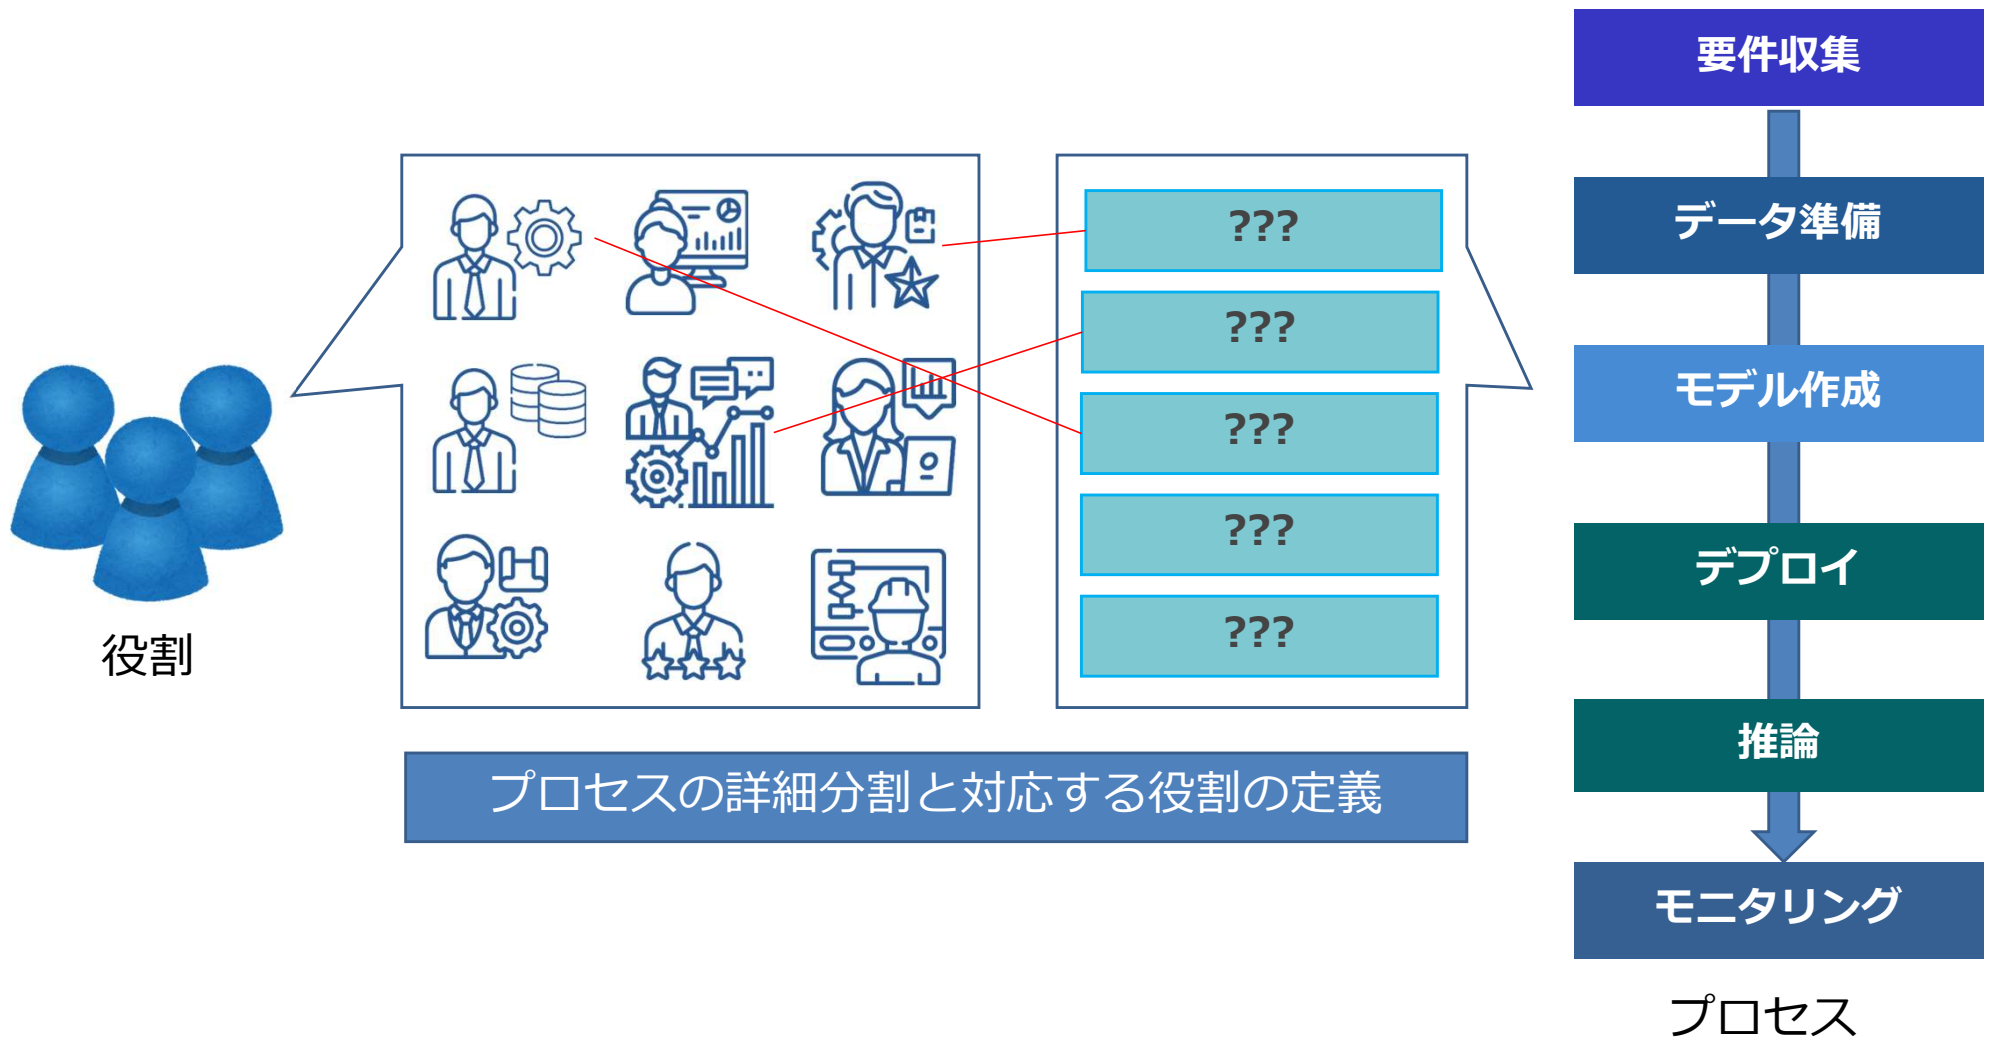 要件収集
データ準備
モデル作成
デプロイ
推論
モニタリング
プロセス
???
???
???
???
???
役割
プロセスの詳細分割と対応する役割の定義